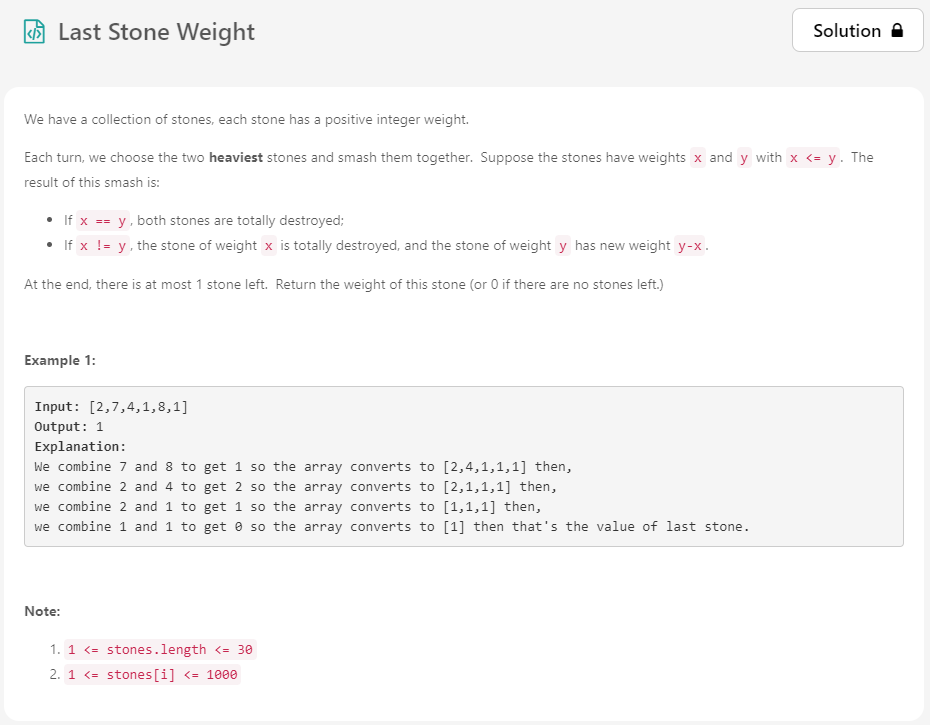 Last Stone Weight
Solution
We have a collection of stones, each stone has a positive integer weight.
Each turn, we choose the two heaviest stones and smash them together.  Suppose the stones have weights x and y with x <= y.  The
result of this smash is:
If x == y, both stones are totally destroyed;
If x != y, the stone of weight x is totally destroyed, and the stone of weight y has new weight y-x.
At the end, there is at most 1 stone left.  Return the weight of this stone (or 0 if there are no stones left.)
Example 1:
Input: [2,7,4,1,8,1]
Output: 1
Explanation:
We combine 7 and 8 to get 1 so the array converts to [2,4,1,1,1] then,
we combine 2 and 4 to get 2 so the array converts to [2,1,1,1] then,
we combine 2 and 1 to get 1 so the array converts to [1,1,1] then,
we combine 1 and 1 to get 0 so the array converts to [1] then that's the value of last stone.
Note:
1. 1 <= stones.length <= 30
2. 1 <= stones[i] <= 1000